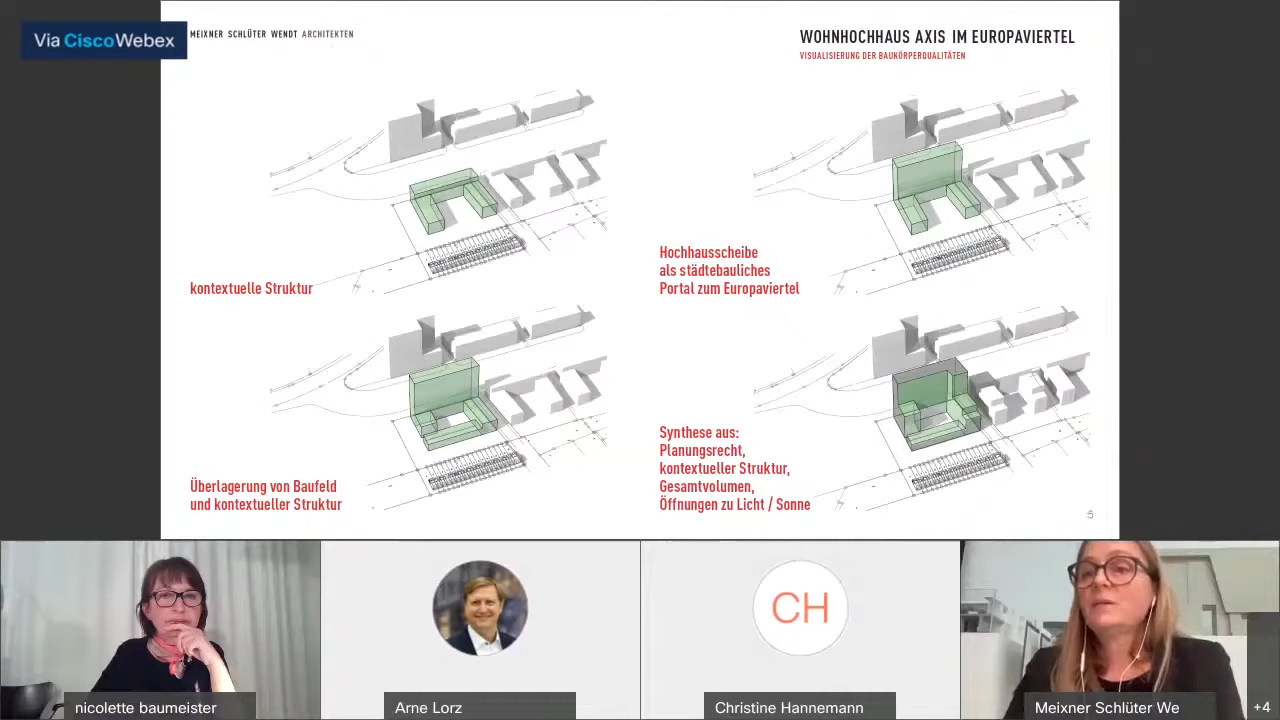 Via Cisco Webex
MEIXNER SCHLÜTER WENDT ARCHITEKTEN
WOHNHOCHHAUS AXIS IM EUROPAVIERTEL
VISUALISIERUNG DER BAUKÖRPERQUALITÄTEN
kontextuelle Struktur
Hochhausscheibe
als städtebauliches
Portal zum Europaviertel
Überlagerung von Baufeld
und kontextueller Struktur
Synthese aus:
Planungsrecht,
kontextueller Struktur,
Gesamtvolumen,
Öffnungen zu Licht / Sonne
5
CH
nicolette baumeister
Arne Lorz
Christine Hannemann
Meixner Schlüter We
+4